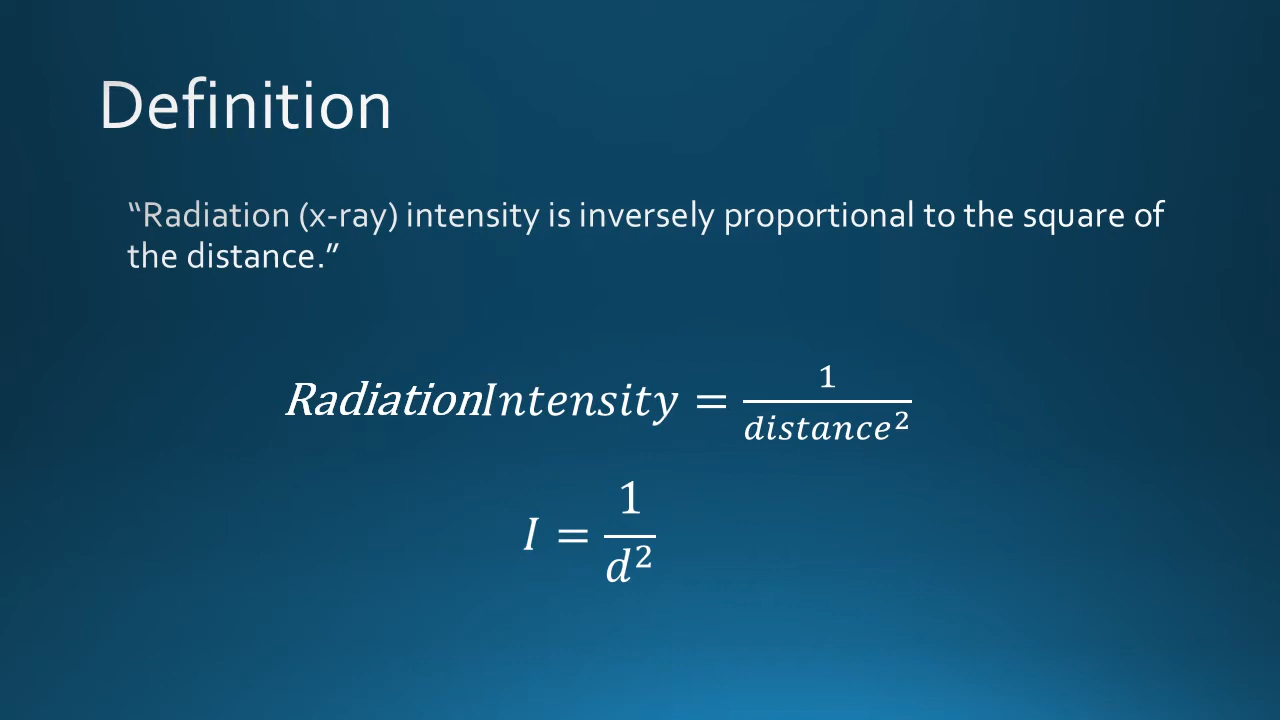 Definition
“Radiation (x-ray) intensity is inversely proportional to the square of
the distance.”
RadiationIntensity = 1/distance²
I = 1/d²